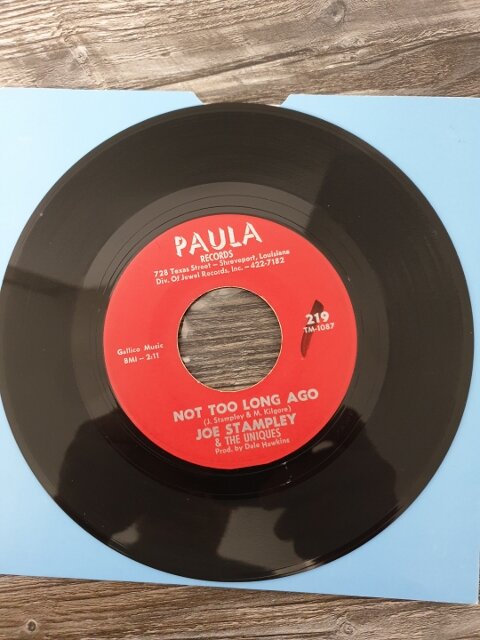 PAULA
RECORDS
728 Texas Street — Shreveport, Louisiana
Div. Of Jewel Records, Inc. — 422-7182
219
TM-1087
Gallico Music
BMI - 2:11
NOT TOO LONG AGO
(J. Stampley & M. Kilgore)
JOE STAMPLEY
& THE UNIQUES
Prod. by Dale Hawkins